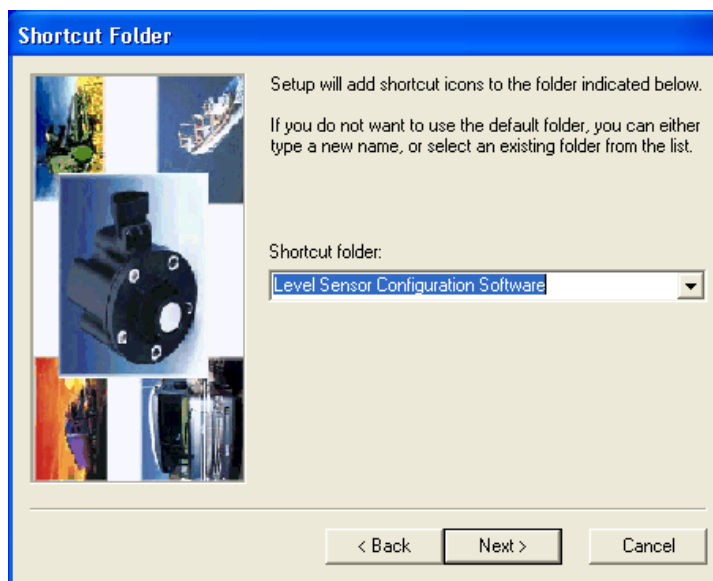 Shortcut Folder
Setup will add shortcut icons to the folder indicated below.
If you do not want to use the default folder, you can either
type a new name, or select an existing folder from the list.
Shortcut folder:
Level Sensor Configuration Software
< Back
Next >
Cancel